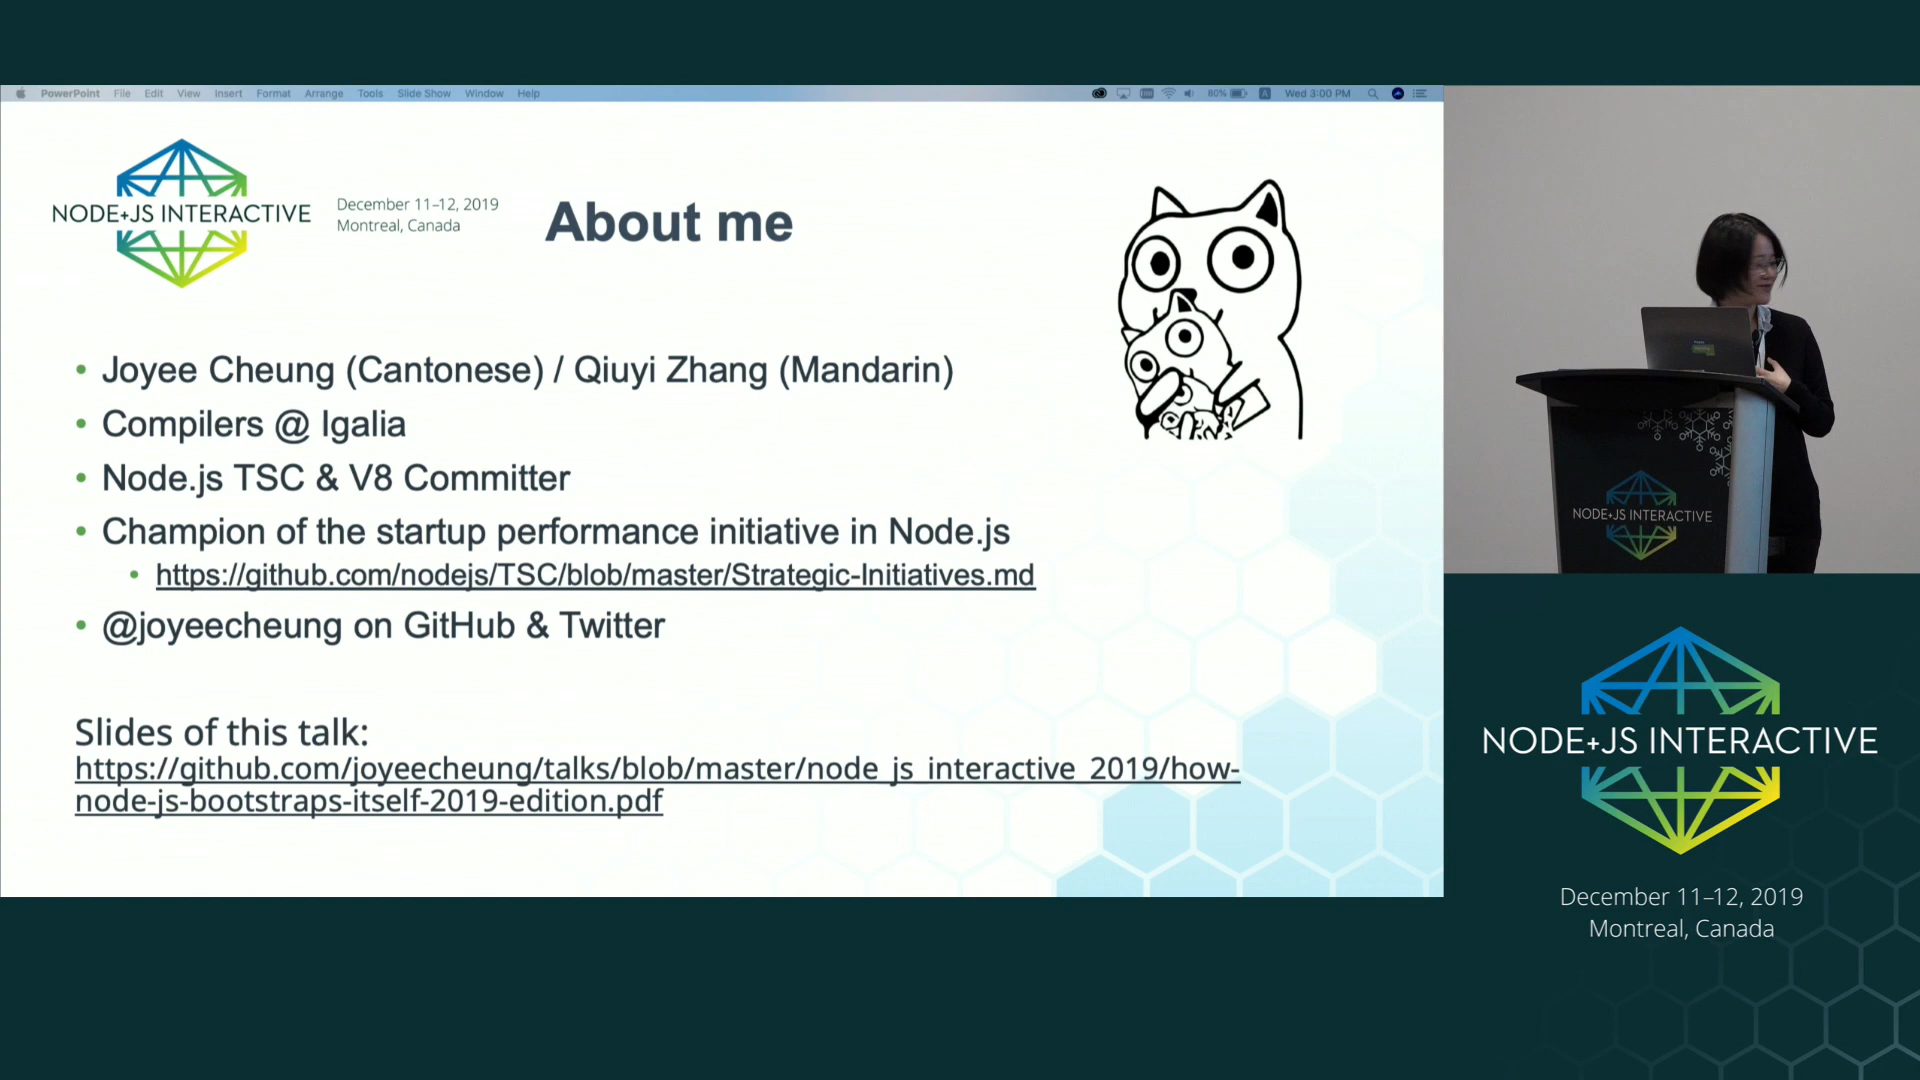 PowerPoint File Edit View Insert Format Arrange Tools Slide Show Window Help
80% Wed 3:00 PM
NODE+JS INTERACTIVE
December 11–12, 2019
Montreal, Canada
About me
• Joyee Cheung (Cantonese) / Qiuyi Zhang (Mandarin)
• Compilers @ Igalia
• Node.js TSC & V8 Committer
• Champion of the startup performance initiative in Node.js
• https://github.com/nodejs/TSC/blob/master/Strategic-Initiatives.md
• @joyeecheung on GitHub & Twitter
Slides of this talk:
https://github.com/joyeecheung/talks/blob/master/node_js_interactive_2019/how-
node-js-bootstraps-itself-2019-edition.pdf
NODE+JS INTERACTIVE
NODE+JS INTERACTIVE
December 11–12, 2019
Montreal, Canada